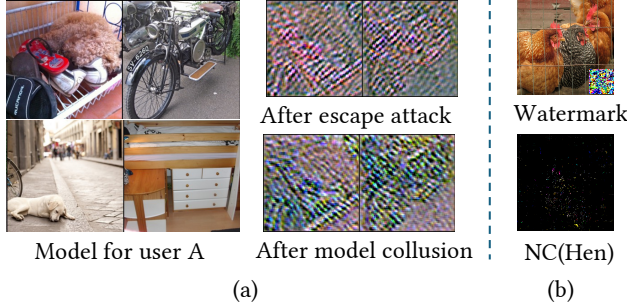 After escape attack
Watermark
Model for user A
After model collusion
NC(Hen)
(a)
(b)